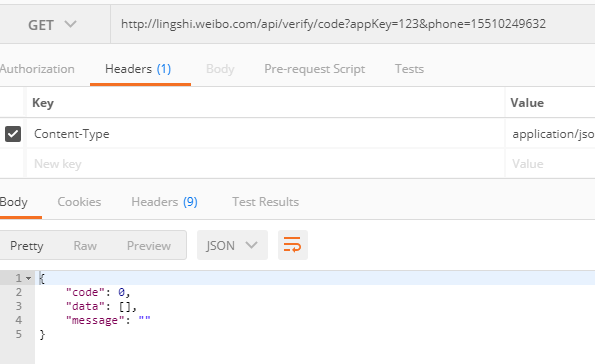 GET http://lingshi.weibo.com/api/verify/code?appKey=123&phone=15510249632
Authorization Headers (1) Body Pre-request Script Tests
Key Value
Content-Type application/jso
New key Value
Body Cookies Headers (9) Test Results
Pretty Raw Preview JSON
1 {
2 "code": 0,
3 "data": [],
4 "message": ""
5 }